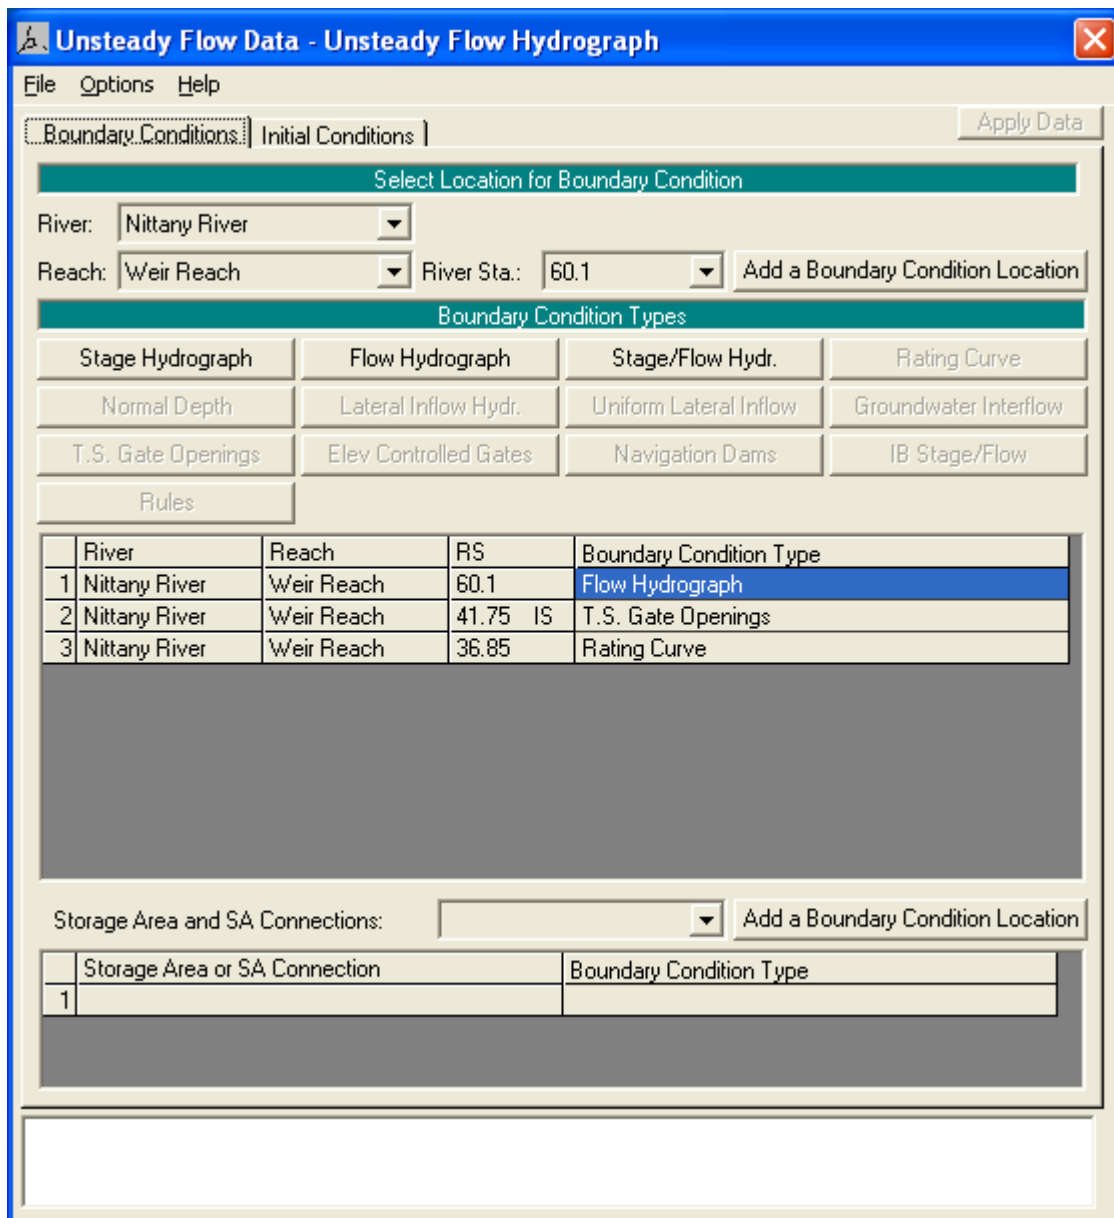 Unsteady Flow Data - Unsteady Flow Hydrograph
File Options Help
Boundary Conditions Initial Conditions Apply Data
Select Location for Boundary Condition
River: Nittany River
Reach: Weir Reach River Sta.: 60.1 Add a Boundary Condition Location
Boundary Condition Types
Stage Hydrograph Flow Hydrograph Stage/Flow Hydr. Rating Curve
Normal Depth Lateral Inflow Hydr. Uniform Lateral Inflow Groundwater Interflow
T.S. Gate Openings Elev Controlled Gates Navigation Dams IB Stage/Flow
Rules
River Reach RS Boundary Condition Type
1 Nittany River Weir Reach 60.1 Flow Hydrograph
2 Nittany River Weir Reach 41.75 IS T.S. Gate Openings
3 Nittany River Weir Reach 36.85 Rating Curve
Storage Area and SA Connections: Add a Boundary Condition Location
Storage Area or SA Connection Boundary Condition Type
1